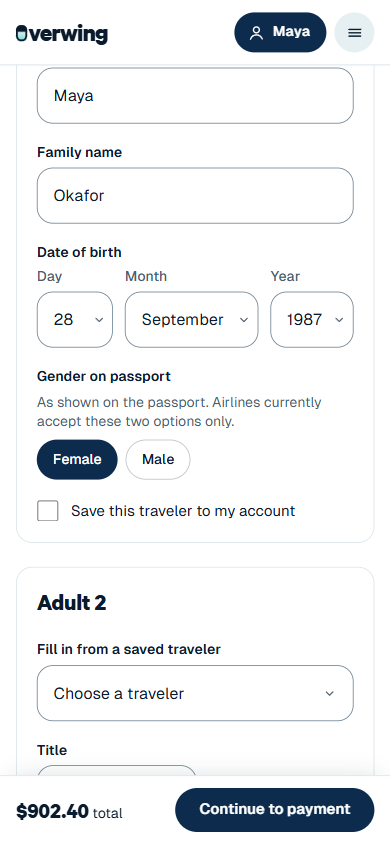 Overwing
Maya
Maya
Family name
Okafor
Date of birth
Day Month Year
28 September 1987
Gender on passport
As shown on the passport. Airlines currently
accept these two options only.
Female Male
Save this traveler to my account
Adult 2
Fill in from a saved traveler
Choose a traveler
Title
$902.40 total
Continue to payment